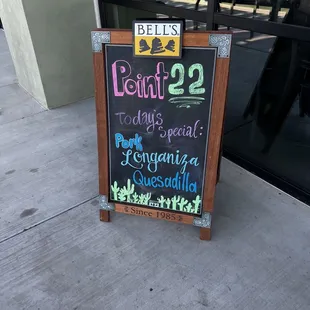 BELL'S
Point 22
Today's
special:
Pork
Longaniza
Quesadilla
Since 1985